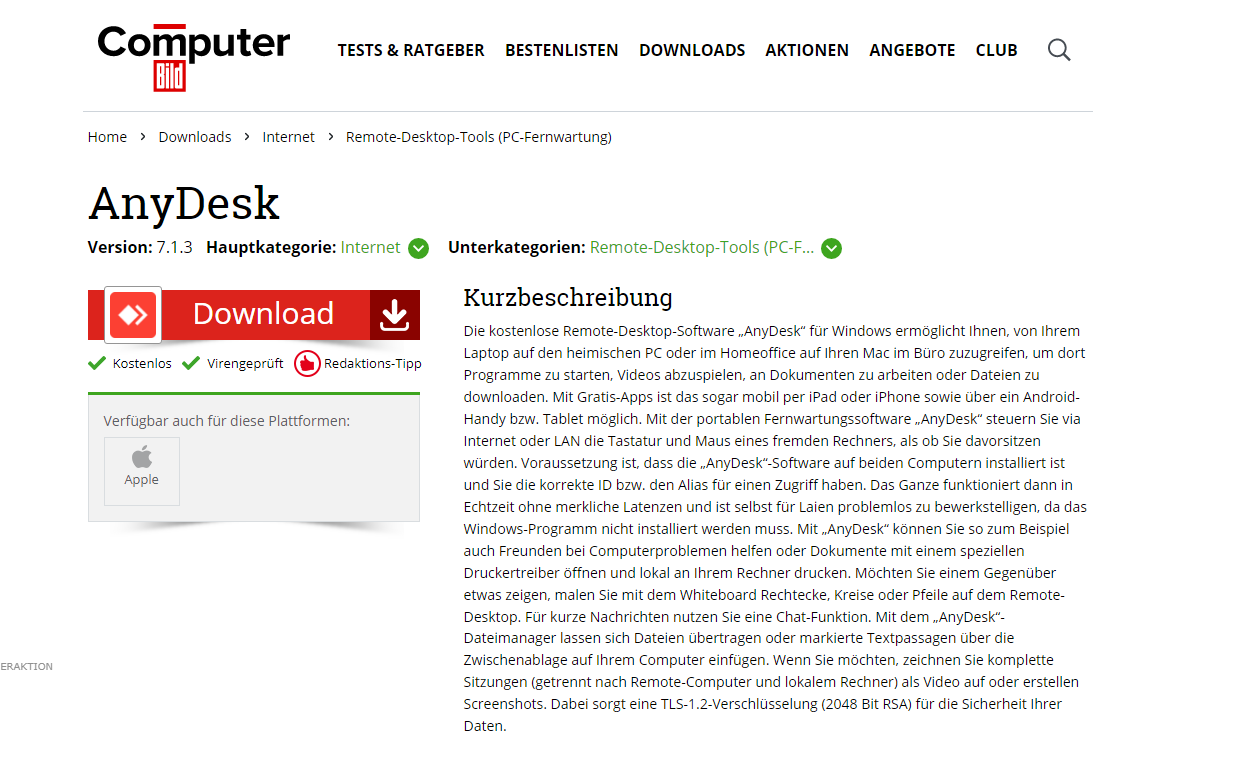 Computer
Bild
TESTS & RATGEBER BESTENLISTEN DOWNLOADS AKTIONEN ANGEBOTE CLUB
Home > Downloads > Internet > Remote-Desktop-Tools (PC-Fernwartung)
AnyDesk
Version: 7.1.3 Hauptkategorie: Internet Unterkategorien: Remote-Desktop-Tools (PC-F...
Download
Kostenlos Virengeprüft Redaktions-Tipp
Verfügbar auch für diese Plattformen:
Apple
Kurzbeschreibung
Die kostenlose Remote-Desktop-Software „AnyDesk“ für Windows ermöglicht Ihnen, von Ihrem
Laptop auf den heimischen PC oder im Homeoffice auf Ihren Mac im Büro zuzugreifen, um dort
Programme zu starten, Videos abzuspielen, an Dokumenten zu arbeiten oder Dateien zu
downloaden. Mit Gratis-Apps ist das sogar mobil per iPad oder iPhone sowie über ein Android-
Handy bzw. Tablet möglich. Mit der portablen Fernwartungssoftware „AnyDesk“ steuern Sie via
Internet oder LAN die Tastatur und Maus eines fremden Rechners, als ob Sie davorsitzen
würden. Voraussetzung ist, dass die „AnyDesk“-Software auf beiden Computern installiert ist
und Sie die korrekte ID bzw. den Alias für einen Zugriff haben. Das Ganze funktioniert dann in
Echtzeit ohne merkliche Latenzen und ist selbst für Laien problemlos zu bewerkstelligen, da das
Windows-Programm nicht installiert werden muss. Mit „AnyDesk“ können Sie so zum Beispiel
auch Freunden bei Computerproblemen helfen oder Dokumente mit einem speziellen
Druckertreiber öffnen und lokal an Ihrem Rechner drucken. Möchten Sie einem Gegenüber
etwas zeigen, malen Sie mit dem Whiteboard Rechtecke, Kreise oder Pfeile auf dem Remote-
Desktop. Für kurze Nachrichten nutzen Sie eine Chat-Funktion. Mit dem „AnyDesk“-
Dateimanager lassen sich Dateien übertragen oder markierte Textpassagen über die
Zwischenablage auf Ihrem Computer einfügen. Wenn Sie möchten, zeichnen Sie komplette
Sitzungen (getrennt nach Remote-Computer und lokalem Rechner) als Video auf oder erstellen
Screenshots. Dabei sorgt eine TLS-1.2-Verschlüsselung (2048 Bit RSA) für die Sicherheit Ihrer
Daten.
ERAKTION